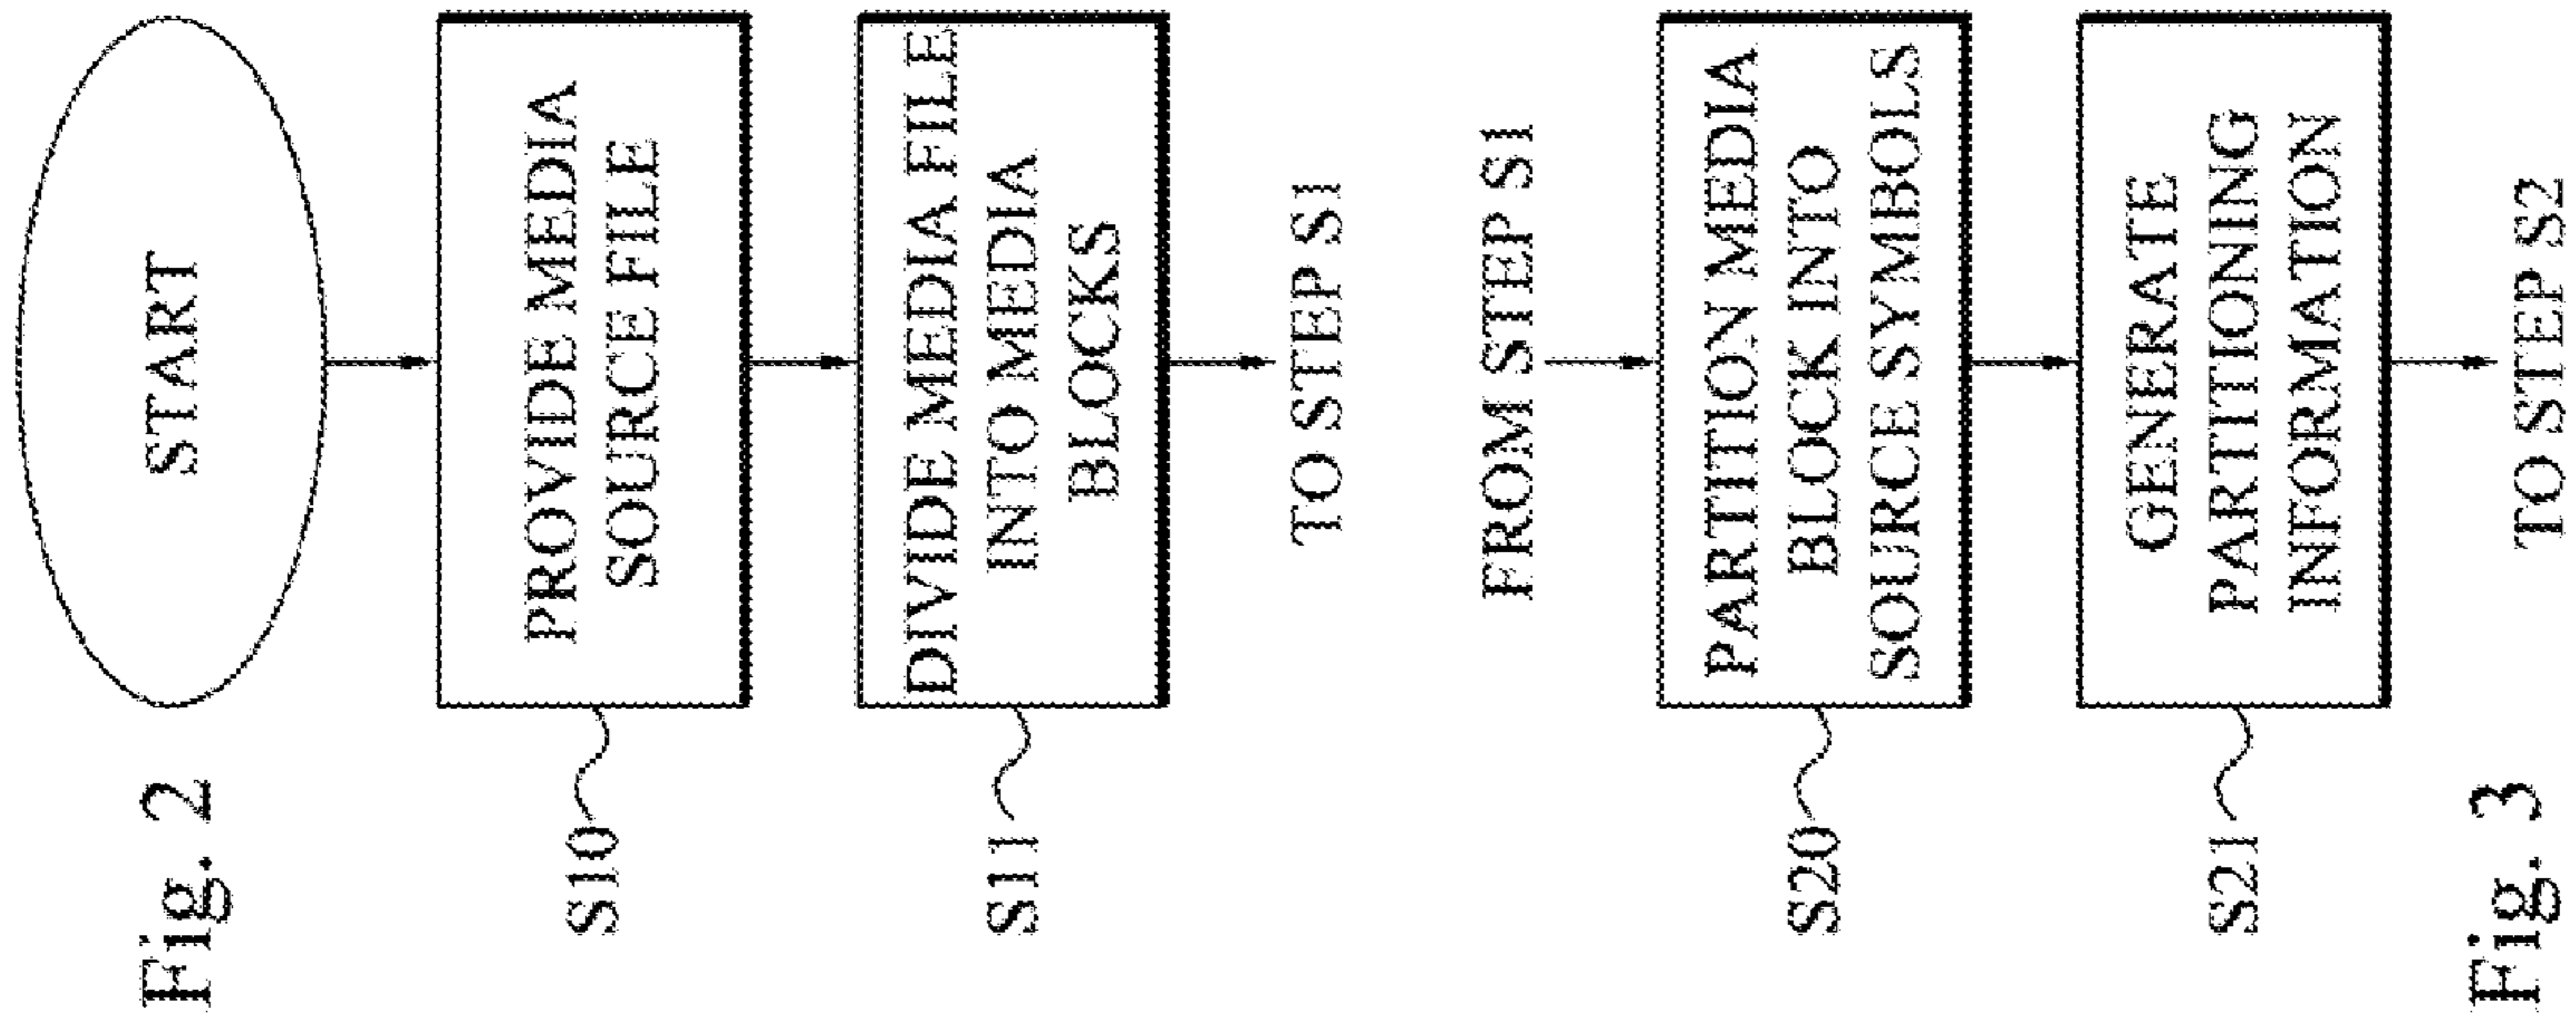 Fig. 2
START
S10
PROVIDE MEDIA
SOURCE FILE
S11
DIVIDE MEDIA FILE
INTO MEDIA
BLOCKS
TO STEP S1
FROM STEP S1
S20
PARTITION MEDIA
BLOCK INTO
SOURCE SYMBOLS
S21
GENERATE
PARTITIONING
INFORMATION
TO STEP S2
Fig. 3